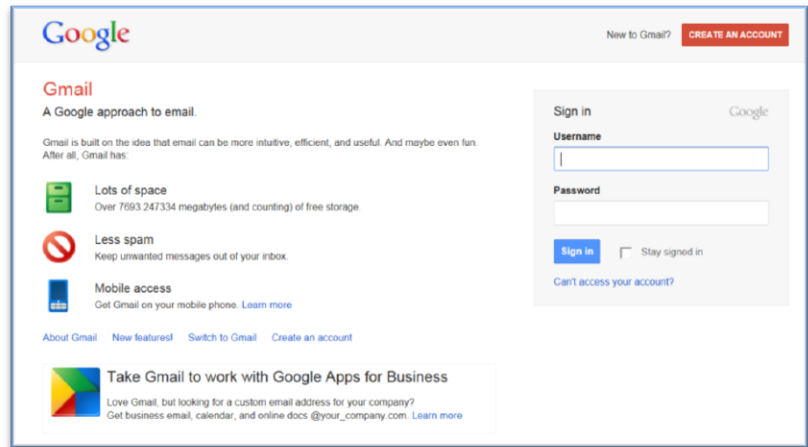 Google
New to Gmail? CREATE AN ACCOUNT
Gmail
A Google approach to email.
Gmail is built on the idea that email can be more intuitive, efficient, and useful. And maybe even fun.
After all, Gmail has:
Lots of space
Over 7693.247334 megabytes (and counting) of free storage.
Less spam
Keep unwanted messages out of your inbox.
Mobile access
Get Gmail on your mobile phone. Learn more
About Gmail New features! Switch to Gmail Create an account
Take Gmail to work with Google Apps for Business
Love Gmail, but looking for a custom email address for your company?
Get business email, calendar, and online docs @your_company.com. Learn more
Sign in Google
Username
Password
Sign in Stay signed in
Can't access your account?